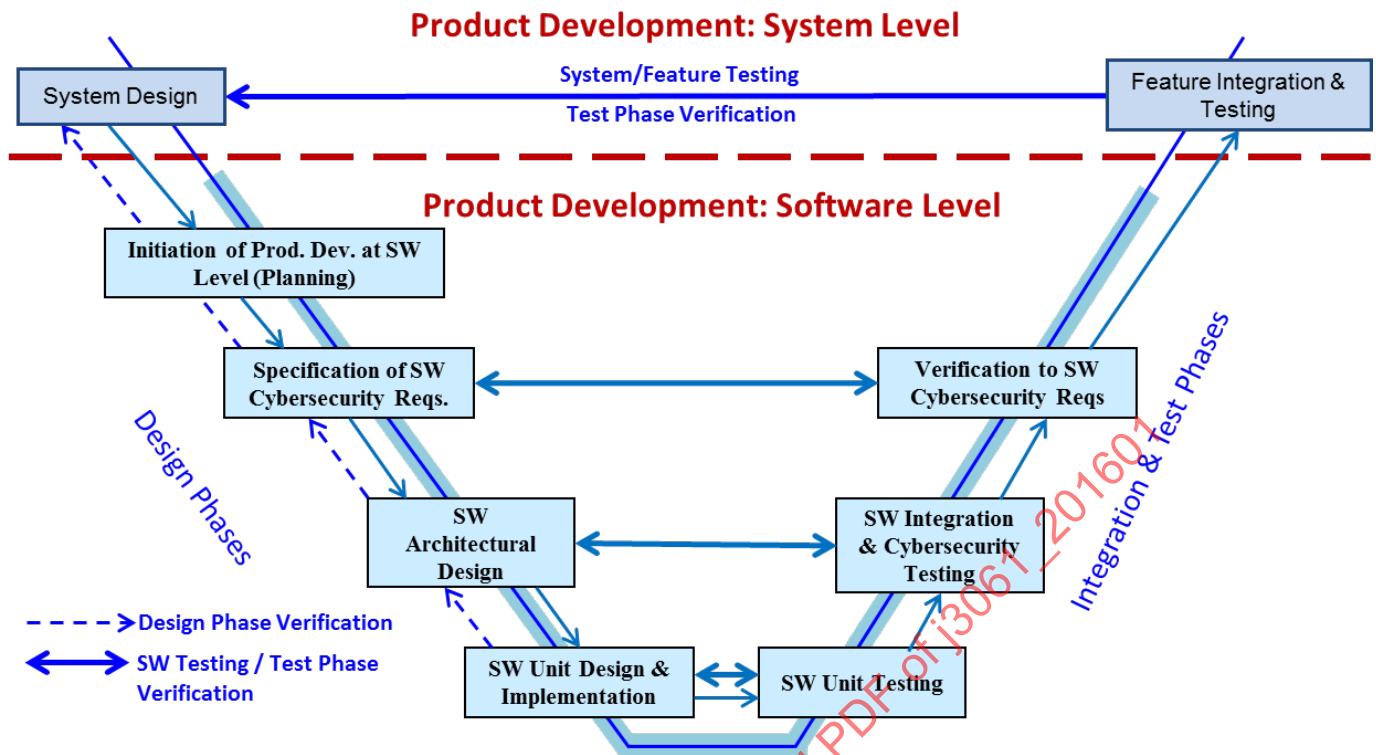 Product Development: System Level
System Design
System/Feature Testing
Test Phase Verification
Feature Integration &
Testing
Product Development: Software Level
Initiation of Prod. Dev. at SW
Level (Planning)
Specification of SW
Cybersecurity Reqs.
Verification to SW
Cybersecurity Reqs
Design Phases
Integration & Test Phases
SW
Architectural
Design
SW Integration
& Cybersecurity
Testing
Design Phase Verification
SW Testing / Test Phase
Verification
SW Unit Design &
Implementation
SW Unit Testing
PDF of j3061_201601